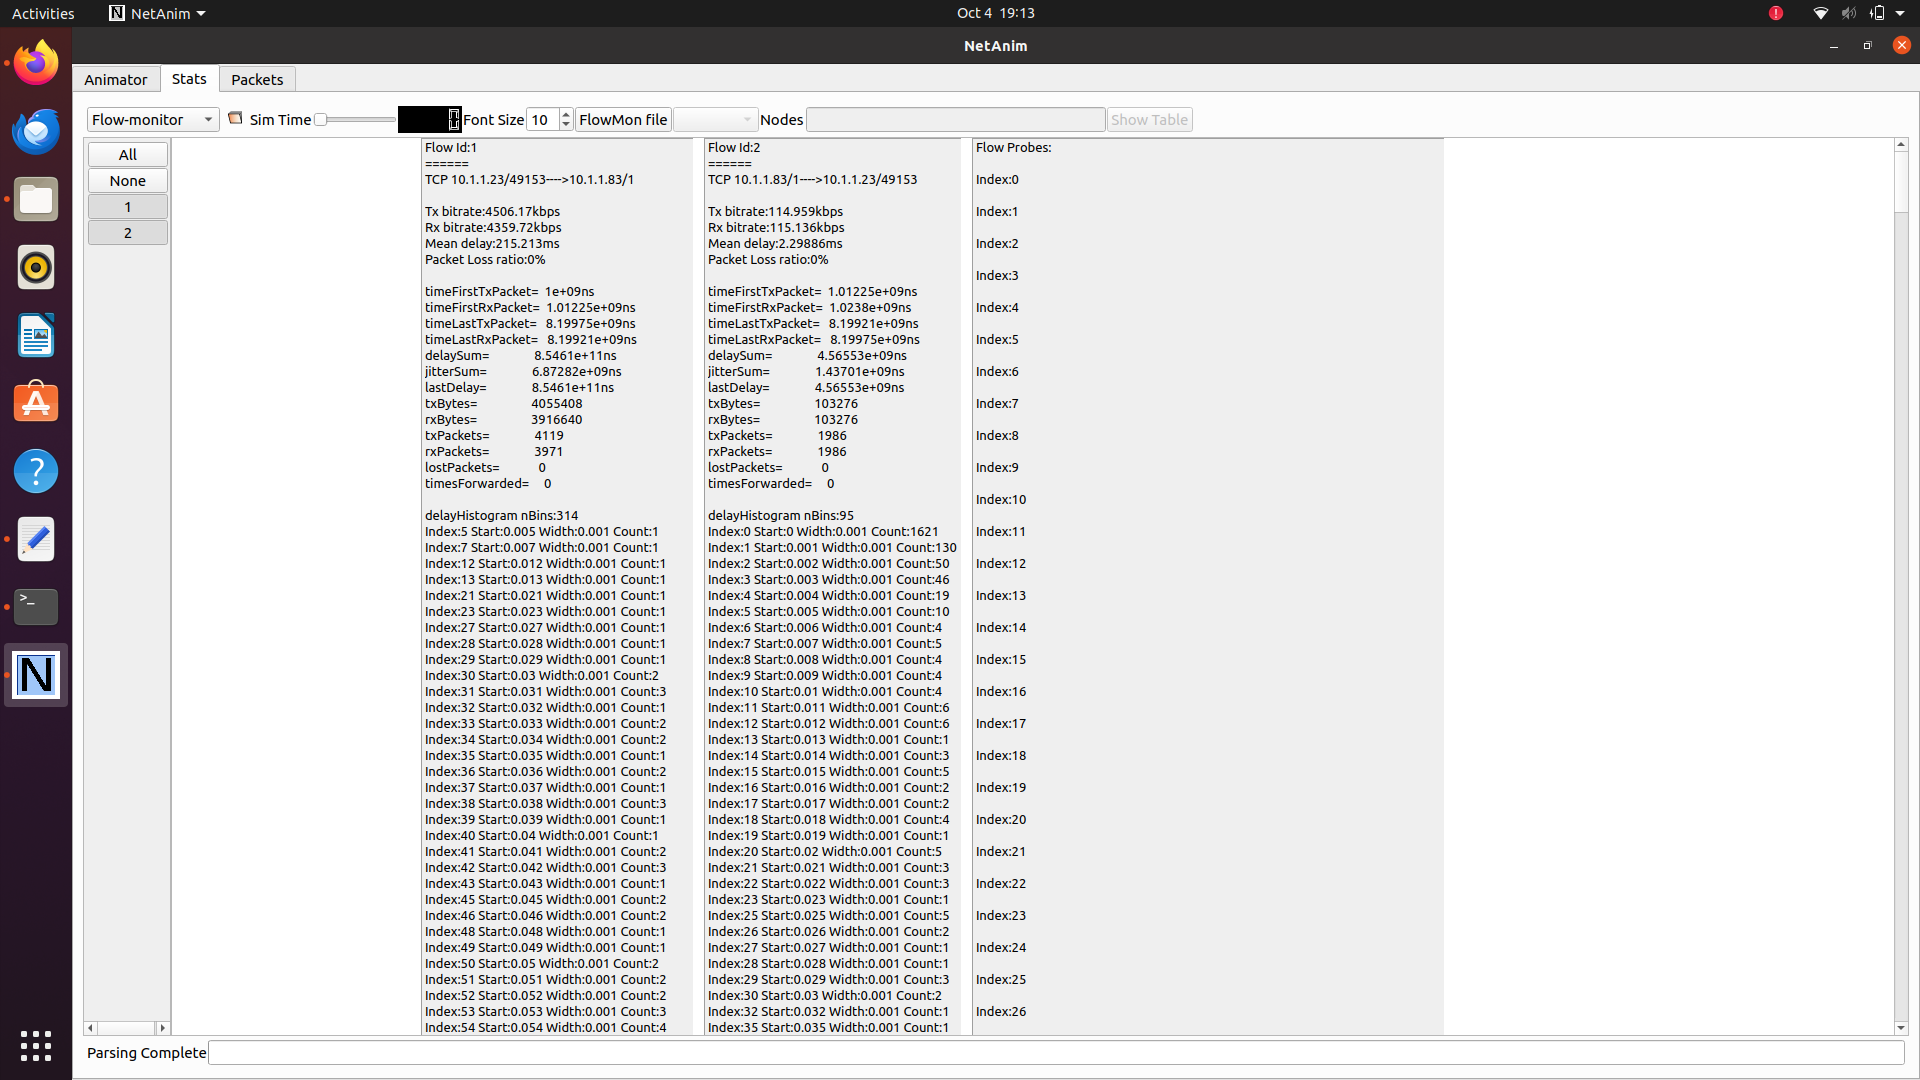 Activities
NetAnim
Oct 4 19:13
NetAnim
Animator
Stats
Packets
Flow-monitor
Sim Time
0
Font Size
10
FlowMon file
Nodes
Show Table
All
None
1
2
Flow Id:1
======
TCP 10.1.1.23/49153---->10.1.1.83/1
Tx bitrate:4506.17kbps
Rx bitrate:4359.72kbps
Mean delay:215.213ms
Packet Loss ratio:0%
timeFirstTxPacket= 1e+09ns
timeFirstRxPacket= 1.01225e+09ns
timeLastTxPacket= 8.19975e+09ns
timeLastRxPacket= 8.19921e+09ns
delaySum= 8.5461e+11ns
jitterSum= 6.87282e+09ns
lastDelay= 8.5461e+11ns
txBytes= 4055408
rxBytes= 3916640
txPackets= 4119
rxPackets= 3971
lostPackets= 0
timesForwarded= 0
delayHistogram nBins:314
Index:5 Start:0.005 Width:0.001 Count:1
Index:7 Start:0.007 Width:0.001 Count:1
Index:12 Start:0.012 Width:0.001 Count:1
Index:13 Start:0.013 Width:0.001 Count:1
Index:21 Start:0.021 Width:0.001 Count:1
Index:23 Start:0.023 Width:0.001 Count:1
Index:27 Start:0.027 Width:0.001 Count:1
Index:28 Start:0.028 Width:0.001 Count:1
Index:29 Start:0.029 Width:0.001 Count:1
Index:30 Start:0.03 Width:0.001 Count:2
Index:31 Start:0.031 Width:0.001 Count:3
Index:32 Start:0.032 Width:0.001 Count:1
Index:33 Start:0.033 Width:0.001 Count:2
Index:34 Start:0.034 Width:0.001 Count:2
Index:35 Start:0.035 Width:0.001 Count:1
Index:36 Start:0.036 Width:0.001 Count:2
Index:37 Start:0.037 Width:0.001 Count:1
Index:38 Start:0.038 Width:0.001 Count:3
Index:39 Start:0.039 Width:0.001 Count:1
Index:40 Start:0.04 Width:0.001 Count:1
Index:41 Start:0.041 Width:0.001 Count:2
Index:42 Start:0.042 Width:0.001 Count:3
Index:43 Start:0.043 Width:0.001 Count:1
Index:45 Start:0.045 Width:0.001 Count:2
Index:46 Start:0.046 Width:0.001 Count:2
Index:48 Start:0.048 Width:0.001 Count:1
Index:49 Start:0.049 Width:0.001 Count:1
Index:50 Start:0.05 Width:0.001 Count:2
Index:51 Start:0.051 Width:0.001 Count:2
Index:52 Start:0.052 Width:0.001 Count:2
Index:53 Start:0.053 Width:0.001 Count:3
Index:54 Start:0.054 Width:0.001 Count:4
Flow Id:2
======
TCP 10.1.1.83/1---->10.1.1.23/49153
Tx bitrate:114.959kbps
Rx bitrate:115.136kbps
Mean delay:2.29886ms
Packet Loss ratio:0%
timeFirstTxPacket= 1.01225e+09ns
timeFirstRxPacket= 1.0238e+09ns
timeLastTxPacket= 8.19921e+09ns
timeLastRxPacket= 8.19975e+09ns
delaySum= 4.56553e+09ns
jitterSum= 1.43701e+09ns
lastDelay= 4.56553e+09ns
txBytes= 103276
rxBytes= 103276
txPackets= 1986
rxPackets= 1986
lostPackets= 0
timesForwarded= 0
delayHistogram nBins:95
Index:0 Start:0 Width:0.001 Count:1621
Index:1 Start:0.001 Width:0.001 Count:130
Index:2 Start:0.002 Width:0.001 Count:50
Index:3 Start:0.003 Width:0.001 Count:46
Index:4 Start:0.004 Width:0.001 Count:19
Index:5 Start:0.005 Width:0.001 Count:10
Index:6 Start:0.006 Width:0.001 Count:4
Index:7 Start:0.007 Width:0.001 Count:5
Index:8 Start:0.008 Width:0.001 Count:4
Index:9 Start:0.009 Width:0.001 Count:4
Index:10 Start:0.01 Width:0.001 Count:4
Index:11 Start:0.011 Width:0.001 Count:6
Index:12 Start:0.012 Width:0.001 Count:6
Index:13 Start:0.013 Width:0.001 Count:1
Index:14 Start:0.014 Width:0.001 Count:3
Index:15 Start:0.015 Width:0.001 Count:5
Index:16 Start:0.016 Width:0.001 Count:2
Index:17 Start:0.017 Width:0.001 Count:2
Index:18 Start:0.018 Width:0.001 Count:4
Index:19 Start:0.019 Width:0.001 Count:1
Index:20 Start:0.02 Width:0.001 Count:5
Index:21 Start:0.021 Width:0.001 Count:3
Index:22 Start:0.022 Width:0.001 Count:3
Index:23 Start:0.023 Width:0.001 Count:1
Index:25 Start:0.025 Width:0.001 Count:5
Index:26 Start:0.026 Width:0.001 Count:2
Index:27 Start:0.027 Width:0.001 Count:1
Index:28 Start:0.028 Width:0.001 Count:1
Index:29 Start:0.029 Width:0.001 Count:3
Index:30 Start:0.03 Width:0.001 Count:2
Index:32 Start:0.032 Width:0.001 Count:1
Index:35 Start:0.035 Width:0.001 Count:1
Flow Probes:
Index:0
Index:1
Index:2
Index:3
Index:4
Index:5
Index:6
Index:7
Index:8
Index:9
Index:10
Index:11
Index:12
Index:13
Index:14
Index:15
Index:16
Index:17
Index:18
Index:19
Index:20
Index:21
Index:22
Index:23
Index:24
Index:25
Index:26
Parsing Complete